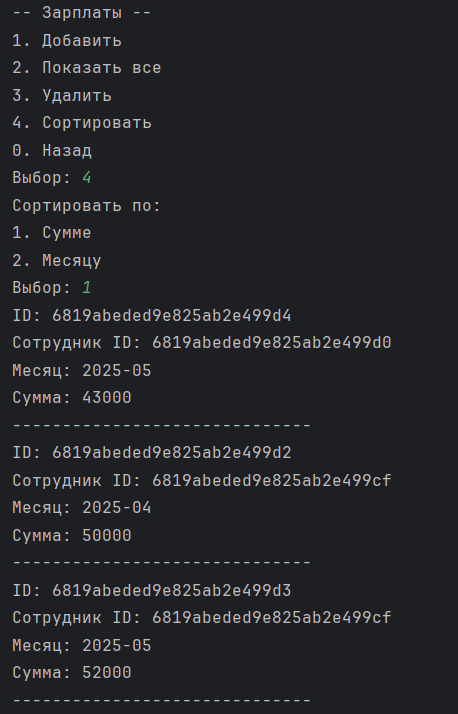 -- Зарплаты --
1. Добавить
2. Показать все
3. Удалить
4. Сортировать
0. Назад
Выбор: 4
Сортировать по:
1. Сумме
2. Месяцу
Выбор: 1
ID: 6819abeded9e825ab2e499d4
Сотрудник ID: 6819abeded9e825ab2e499d0
Месяц: 2025-05
Сумма: 43000
------------------------------
ID: 6819abeded9e825ab2e499d2
Сотрудник ID: 6819abeded9e825ab2e499cf
Месяц: 2025-04
Сумма: 50000
------------------------------
ID: 6819abeded9e825ab2e499d3
Сотрудник ID: 6819abeded9e825ab2e499cf
Месяц: 2025-05
Сумма: 52000
------------------------------